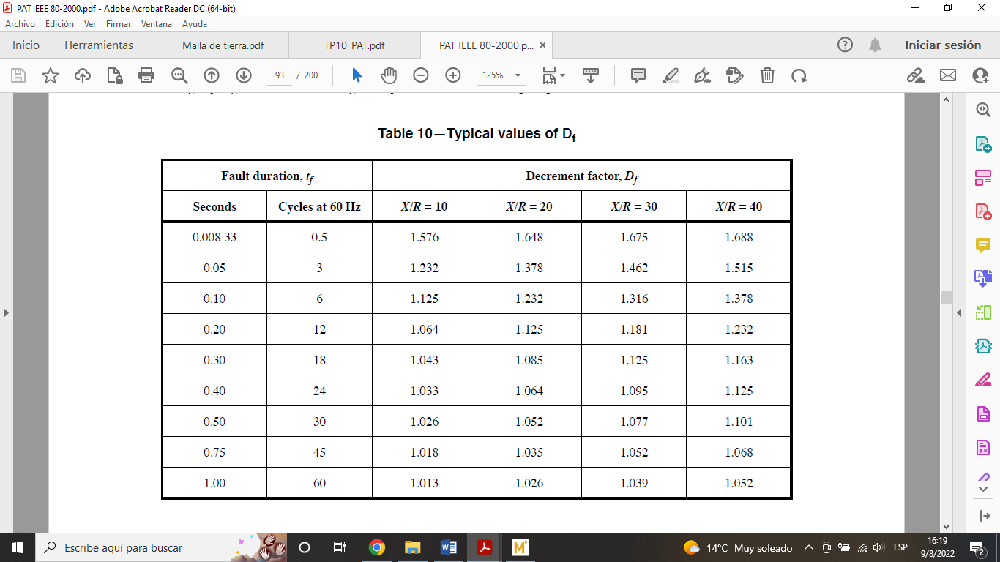 PAT IEEE 80-2000.pdf - Adobe Acrobat Reader DC (64-bit)
Archivo Edición Ver Firmar Ventana Ayuda
Inicio Herramientas Malla de tierra.pdf TP10_PAT.pdf PAT IEEE 80-2000.p... × Iniciar sesión
93 / 200 125%
Table 10—Typical values of Df
Fault duration, tf Decrement factor, Df
Seconds Cycles at 60 Hz X/R = 10 X/R = 20 X/R = 30 X/R = 40
0.008 33 0.5 1.576 1.648 1.675 1.688
0.05 3 1.232 1.378 1.462 1.515
0.10 6 1.125 1.232 1.316 1.378
0.20 12 1.064 1.125 1.181 1.232
0.30 18 1.043 1.085 1.125 1.163
0.40 24 1.033 1.064 1.095 1.125
0.50 30 1.026 1.052 1.077 1.101
0.75 45 1.018 1.035 1.052 1.068
1.00 60 1.013 1.026 1.039 1.052
Escribe aquí para buscar 14°C Muy soleado ESP 16:19
9/8/2022 2